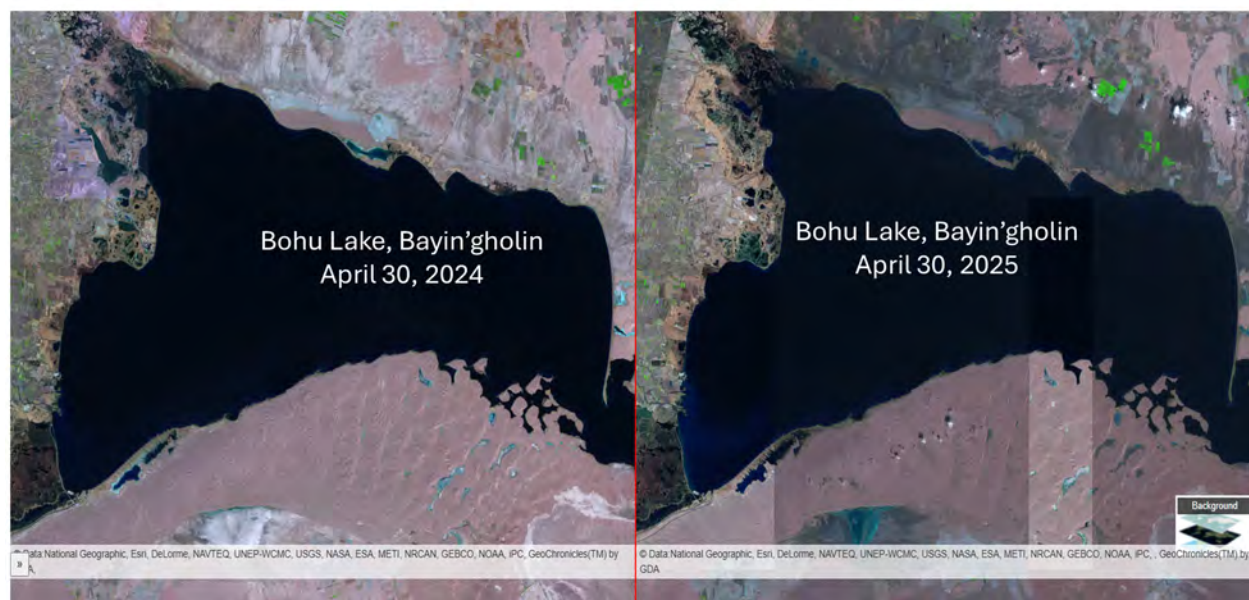 Bohu Lake, Bayin'gholin
April 30, 2024
Bohu Lake, Bayin'gholin
April 30, 2025
Background
»
Data National Geographic, Esri, DeLorme, NAVTEQ, UNEP-WCMC, USGS, NASA, ESA, METI, NRCAN, GEBCO, NOAA, iPC, GeoChronicles(TM) by
© Data National Geographic, Esri, DeLorme, NAVTEQ, UNEP-WCMC, USGS, NASA, ESA, METI, NRCAN, GEBCO, NOAA, iPC, , GeoChronicles(TM) by
GDA